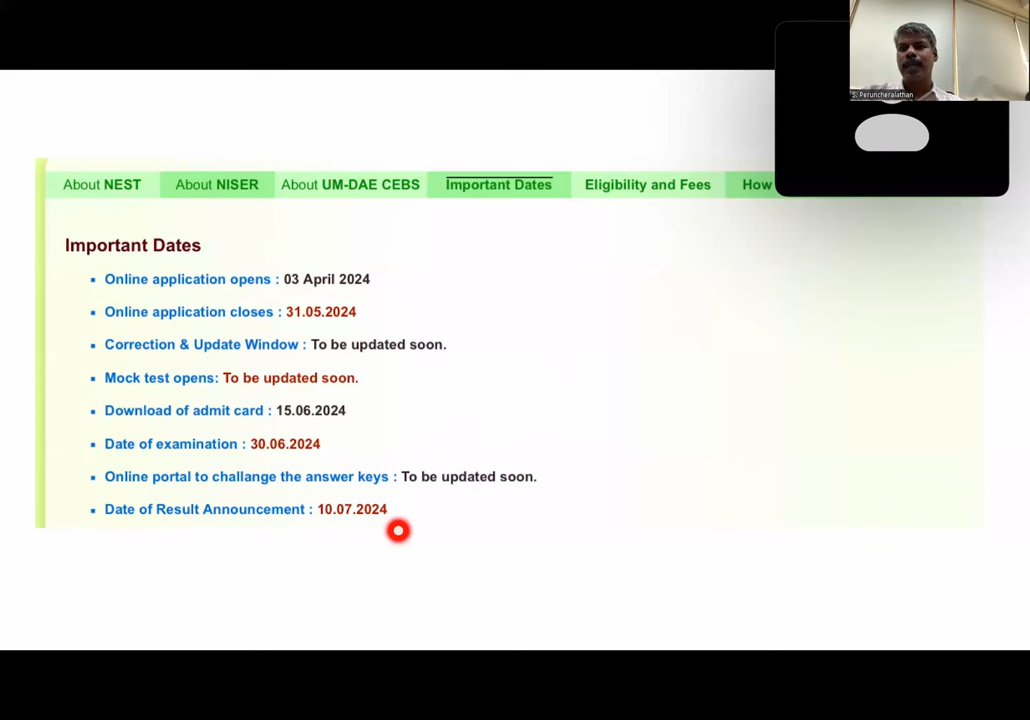 S. Peruncheralathan
About NEST
About NISER
About UM-DAE CEBS
Important Dates
Eligibility and Fees
How
Important Dates
Online application opens : 03 April 2024
Online application closes : 31.05.2024
Correction & Update Window : To be updated soon.
Mock test opens: To be updated soon.
Download of admit card : 15.06.2024
Date of examination : 30.06.2024
Online portal to challange the answer keys : To be updated soon.
Date of Result Announcement : 10.07.2024